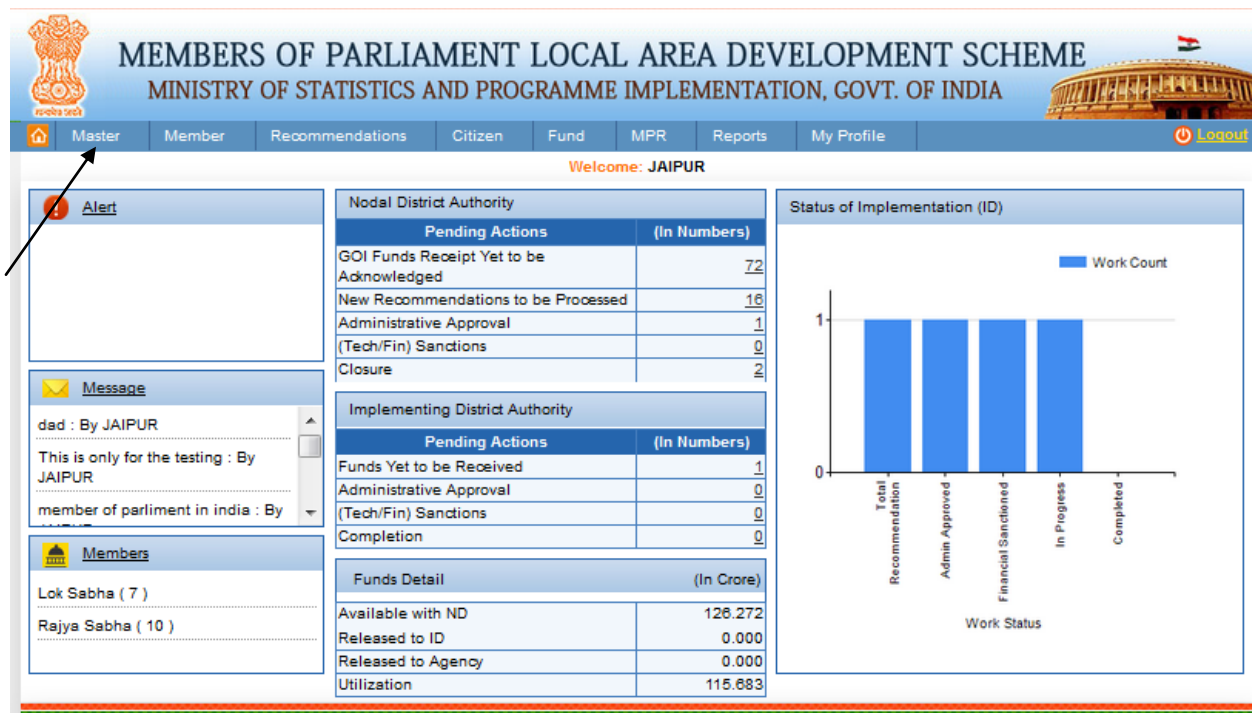 MEMBERS OF PARLIAMENT LOCAL AREA DEVELOPMENT SCHEME
MINISTRY OF STATISTICS AND PROGRAMME IMPLEMENTATION, GOVT. OF INDIA
सत्यमेव जयते
Master Member Recommendations Citizen Fund MPR Reports My Profile Logout
Welcome: JAIPUR
Alert
Message
dad : By JAIPUR
This is only for the testing : By
JAIPUR
member of parliment in india : By
Members
Lok Sabha ( 7 )
Rajya Sabha ( 10 )
Nodal District Authority
Pending Actions (In Numbers)
GOI Funds Receipt Yet to be
Acknowledged 72
New Recommendations to be Processed 16
Administrative Approval 1
(Tech/Fin) Sanctions 0
Closure 2
Implementing District Authority
Pending Actions (In Numbers)
Funds Yet to be Received 1
Administrative Approval 0
(Tech/Fin) Sanctions 0
Completion 0
Funds Detail (In Crore)
Available with ND 126.272
Released to ID 0.000
Released to Agency 0.000
Utilization 115.683
Status of Implementation (ID)
Work Count
1
0
Total
Recommendation
Admin Approved
Financial Sanctioned
In Progress
Completed
Work Status